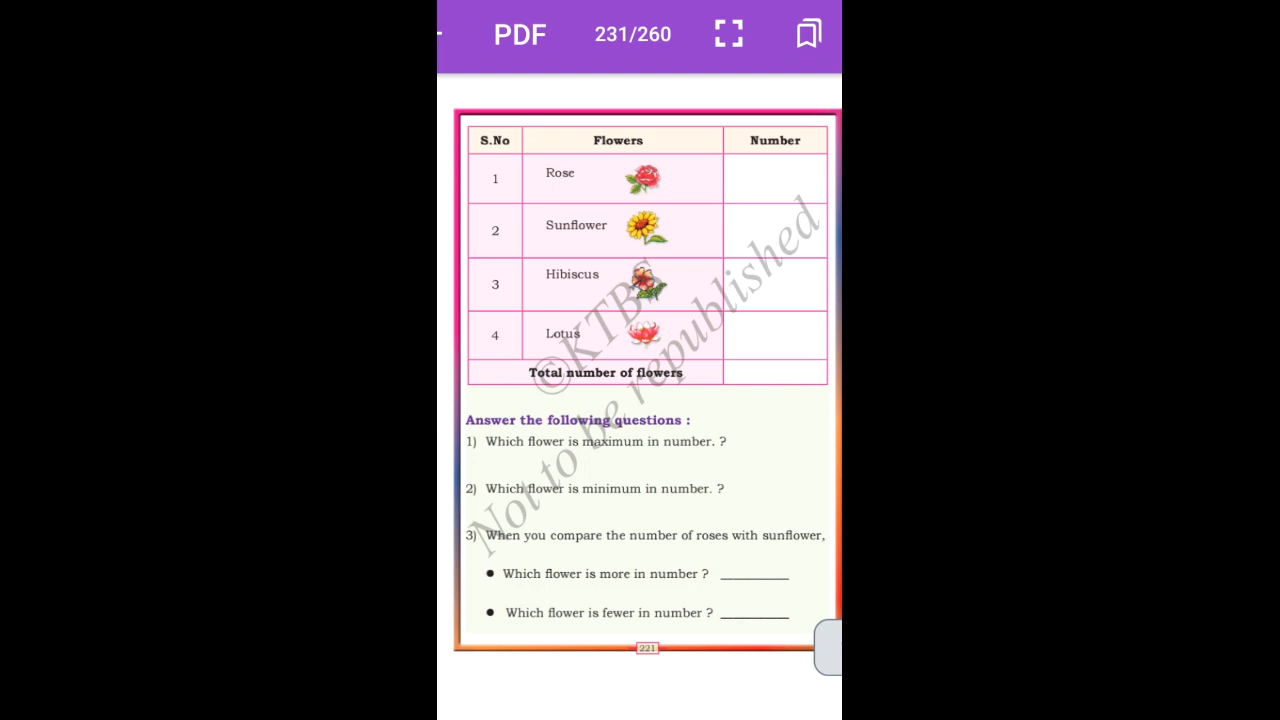 PDF 231/260
S.No Flowers Number
1 Rose
2 Sunflower
3 Hibiscus
4 Lotus
Total number of flowers
©KTBS
Not to be republished
Answer the following questions :
1) Which flower is maximum in number. ?
2) Which flower is minimum in number. ?
3) When you compare the number of roses with sunflower,
● Which flower is more in number ? __________
● Which flower is fewer in number ? __________
221